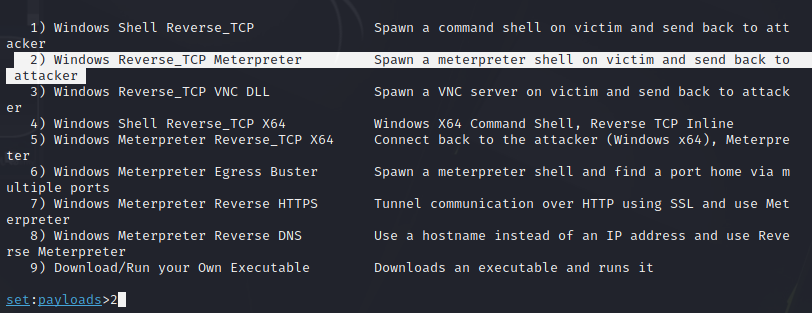 1) Windows Shell Reverse_TCP Spawn a command shell on victim and send back to att
acker
2) Windows Reverse_TCP Meterpreter Spawn a meterpreter shell on victim and send back to
attacker
3) Windows Reverse_TCP VNC DLL Spawn a VNC server on victim and send back to attack
er
4) Windows Shell Reverse_TCP X64 Windows X64 Command Shell, Reverse TCP Inline
5) Windows Meterpreter Reverse_TCP X64 Connect back to the attacker (Windows x64), Meterpre
ter
6) Windows Meterpreter Egress Buster Spawn a meterpreter shell and find a port home via m
ultiple ports
7) Windows Meterpreter Reverse HTTPS Tunnel communication over HTTP using SSL and use Met
erpreter
8) Windows Meterpreter Reverse DNS Use a hostname instead of an IP address and use Reve
rse Meterpreter
9) Download/Run your Own Executable Downloads an executable and runs it
set:payloads>2